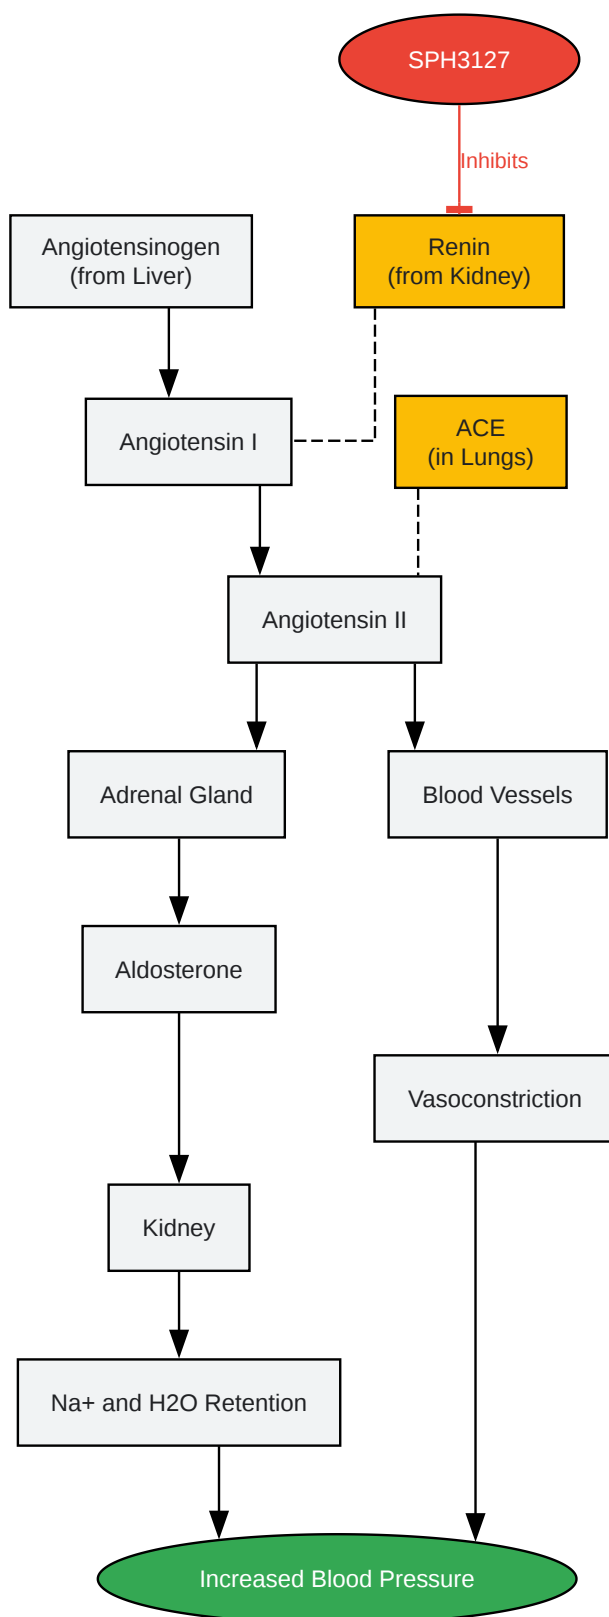 SPH3127
Inhibits
Angiotensinogen
(from Liver)
Renin
(from Kidney)
Angiotensin I
ACE
(in Lungs)
Angiotensin II
Adrenal Gland
Blood Vessels
Aldosterone
Vasoconstriction
Kidney
Na+ and H2O Retention
Increased Blood Pressure